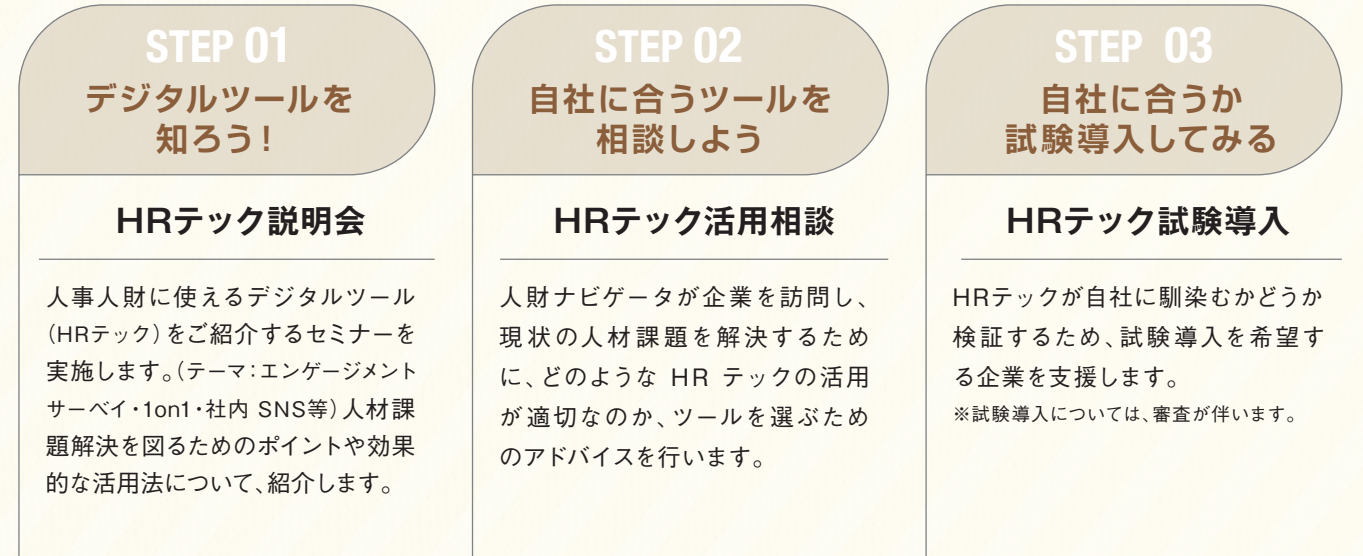 STEP 01
デジタルツールを
知ろう！
HRテック説明会
人事人財に使えるデジタルツール
（HRテック）をご紹介するセミナーを
実施します。（テーマ：エンゲージメント
サーベイ・1on1・社内 SNS等）人材課
題解決を図るためのポイントや効果
的な活用法について、紹介します。
STEP 02
自社に合うツールを
相談しよう
HRテック活用相談
人財ナビゲータが企業を訪問し、
現状の人材課題を解決するため
に、どのような HR テックの活用
が適切なのか、ツールを選ぶため
のアドバイスを行います。
STEP 03
自社に合うか
試験導入してみる
HRテック試験導入
HRテックが自社に馴染むかどうか
検証するため、試験導入を希望す
る企業を支援します。
※試験導入については、審査が伴います。